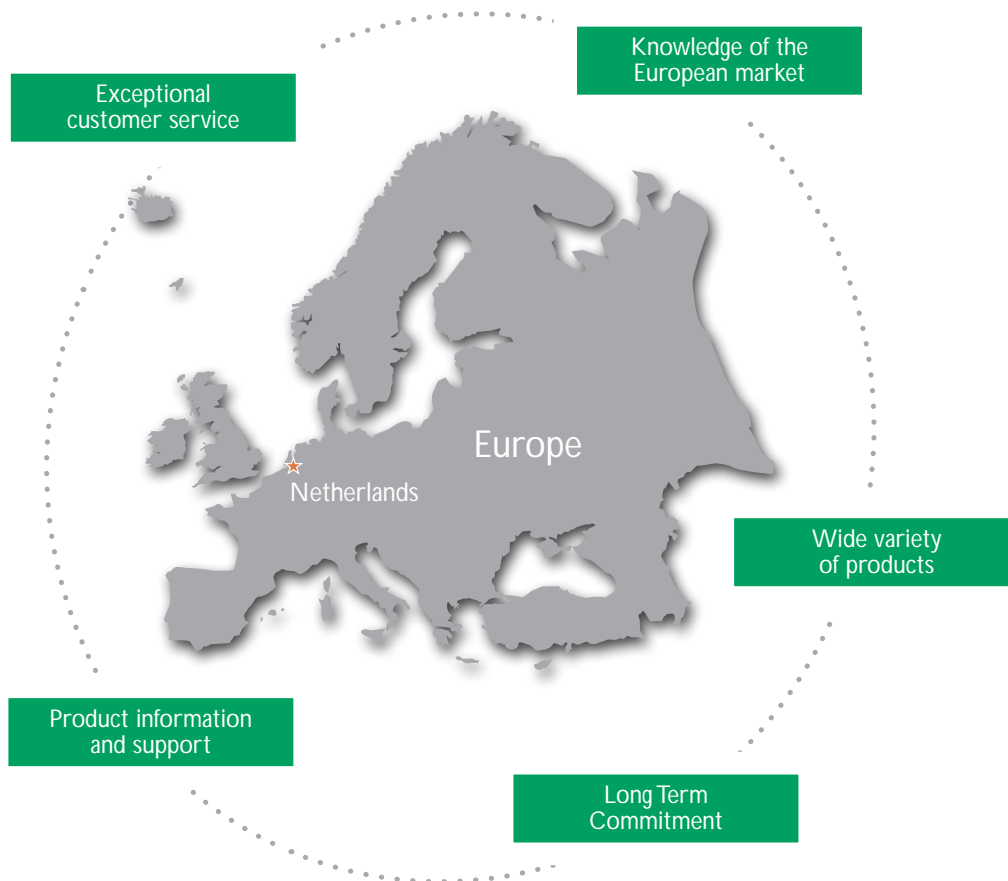 Knowledge of the
European market
Exceptional
customer service
Europe
Netherlands
Wide variety
of products
Product information
and support
Long Term
Commitment